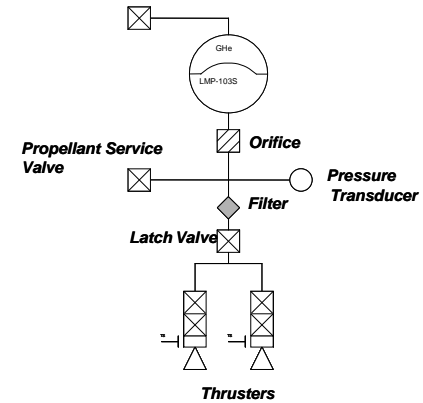 GHe
LMP-103S
Orifice
Propellant Service
Valve
Pressure
Transducer
Filter
Latch Valve
Thrusters